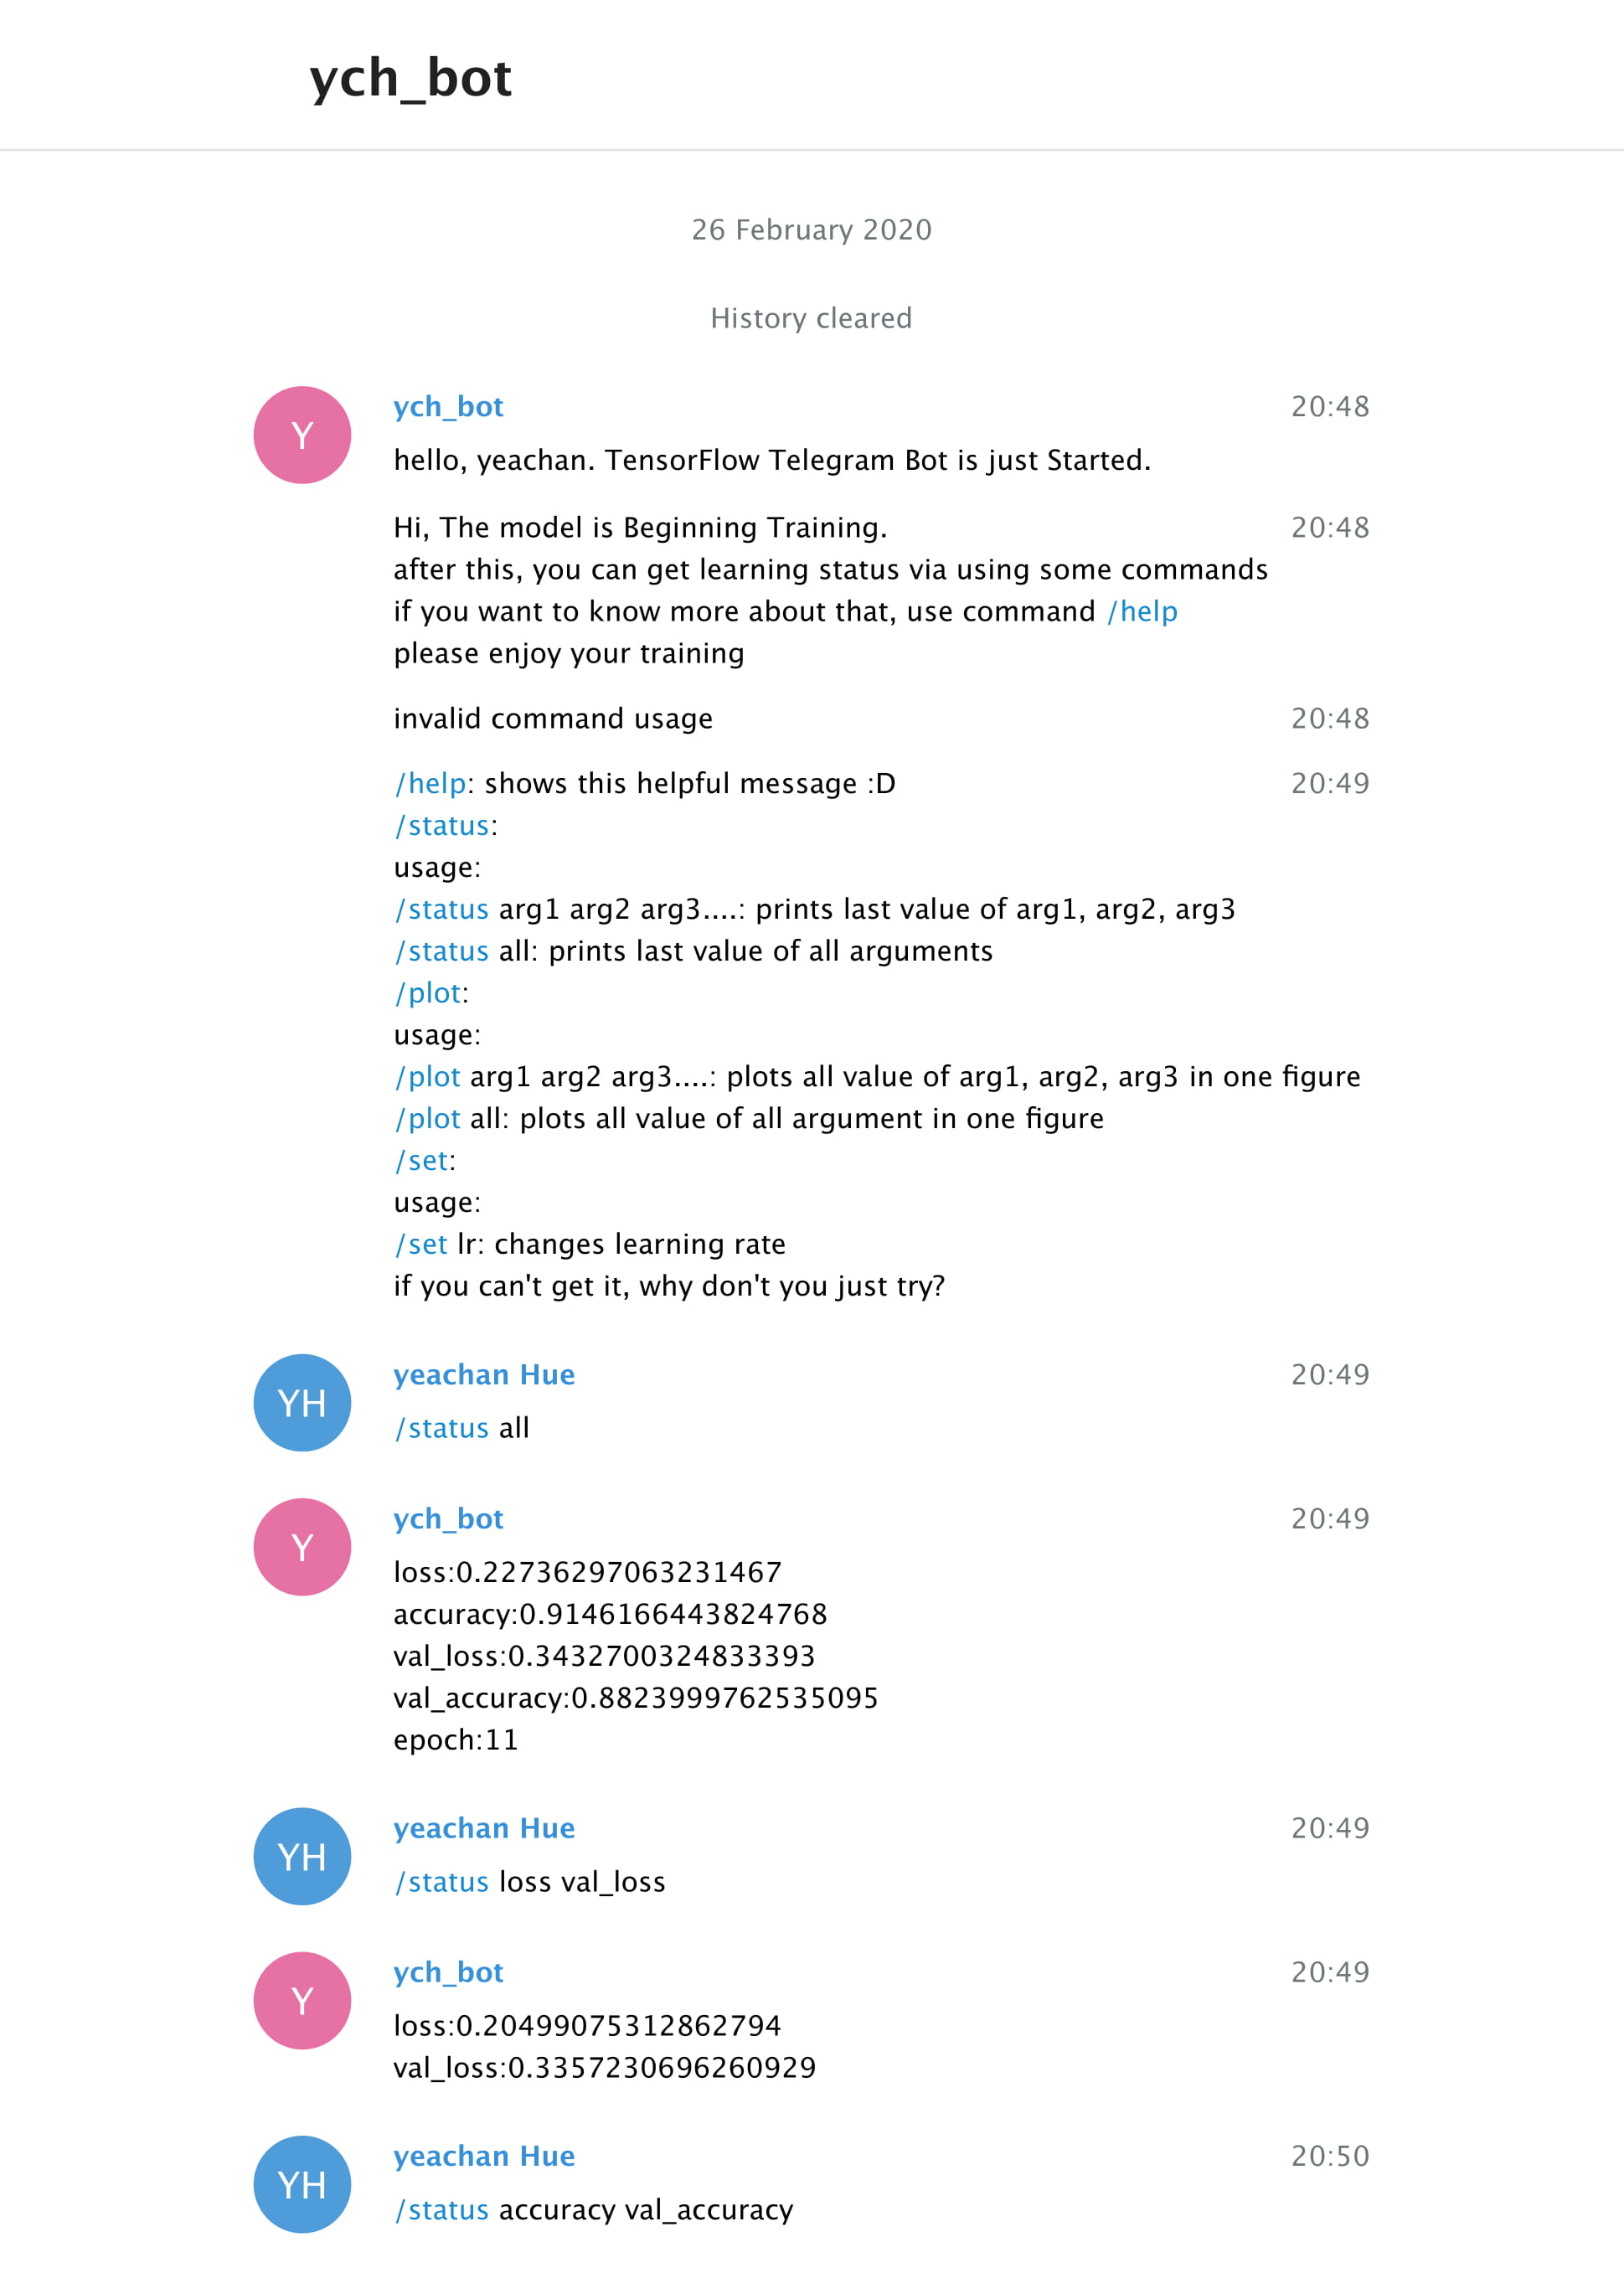 ych_bot
26 February 2020
History cleared
Y
ych_bot
20:48
hello, yeachan. TensorFlow Telegram Bot is just Started.
Hi, The model is Beginning Training.
20:48
after this, you can get learning status via using some commands
if you want to know more about that, use command /help
please enjoy your training
invalid command usage
20:48
/help: shows this helpful message :D
20:49
/status:
usage:
/status arg1 arg2 arg3....: prints last value of arg1, arg2, arg3
/status all: prints last value of all arguments
/plot:
usage:
/plot arg1 arg2 arg3....: plots all value of arg1, arg2, arg3 in one figure
/plot all: plots all value of all argument in one figure
/set:
usage:
/set lr: changes learning rate
if you can't get it, why don't you just try?
YH
yeachan Hue
20:49
/status all
Y
ych_bot
20:49
loss:0.22736297063231467
accuracy:0.9146166443824768
val_loss:0.3432700324833393
val_accuracy:0.8823999762535095
epoch:11
YH
yeachan Hue
20:49
/status loss val_loss
Y
ych_bot
20:49
loss:0.20499075312862794
val_loss:0.3357230696260929
YH
yeachan Hue
20:50
/status accuracy val_accuracy